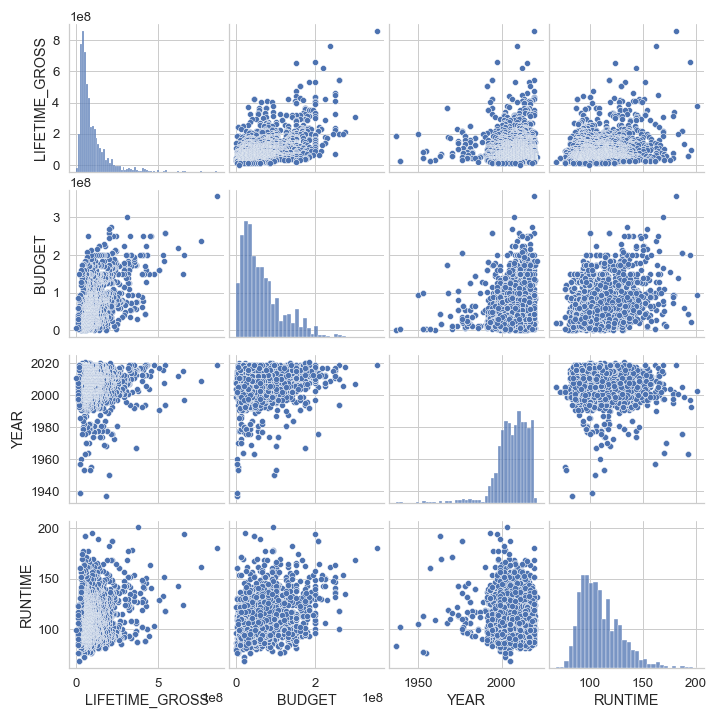 1e8
8
6
4
2
0
LIFETIME_GROSS
1e8
3
2
1
0
BUDGET
2020
2000
1980
1960
1940
YEAR
200
150
100
RUNTIME
0 5 0 2 1950 2000 100 150 200
LIFETIME_GROSS 1e8 BUDGET 1e8 YEAR RUNTIME